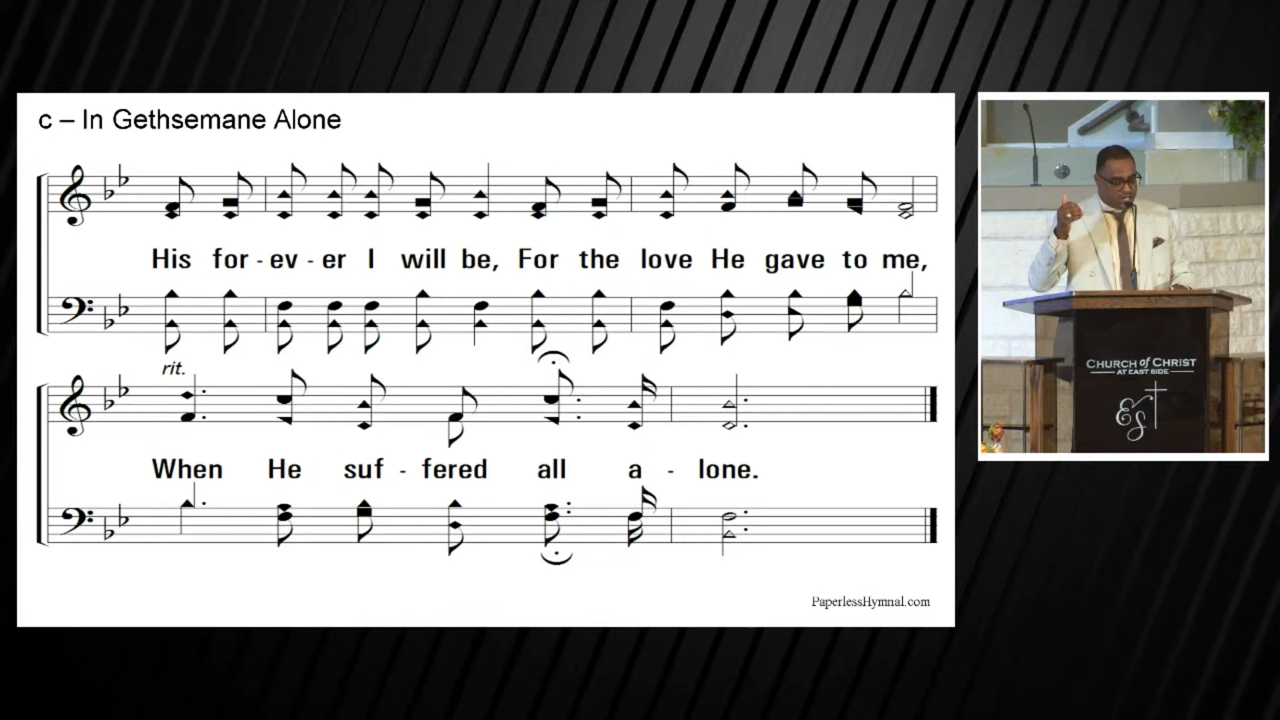 c – In Gethsemane Alone
His for - ev - er I will be, For the love He gave to me,
rit.
When He suf - fered all a - lone.
PaperlessHymnal.com
CHURCH of CHRIST
AT EAST SIDE
ES